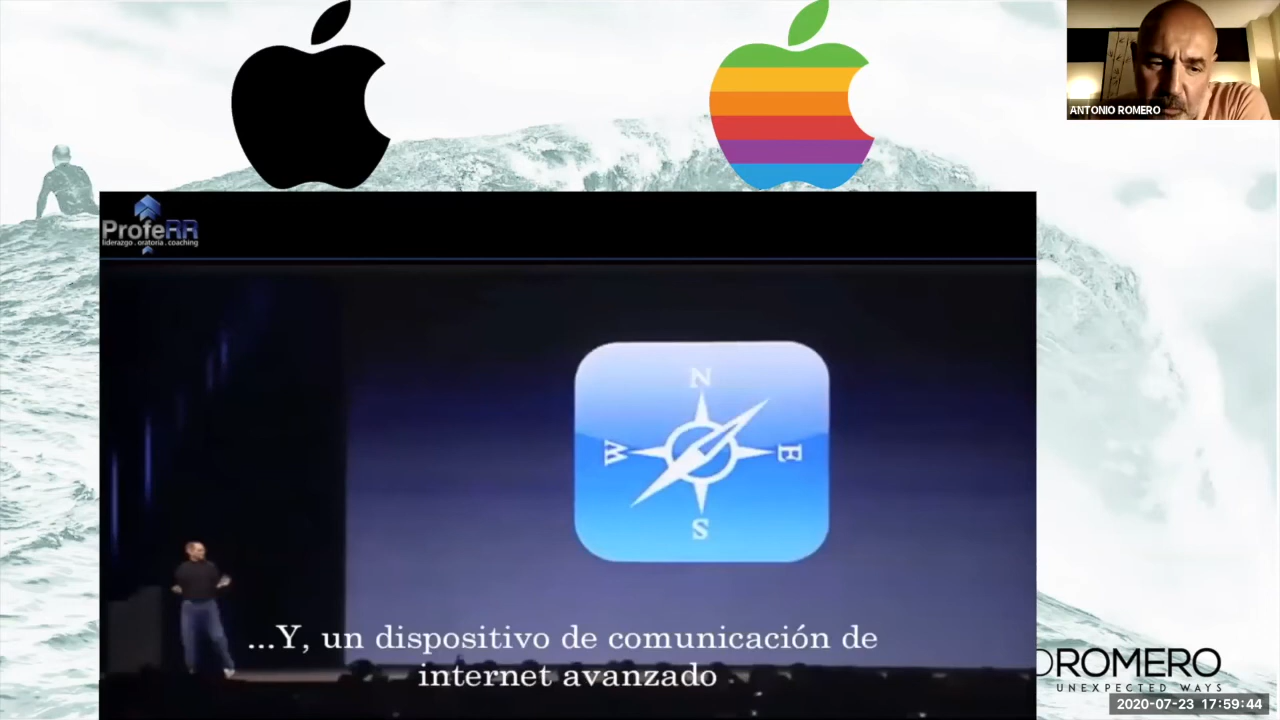 ANTONIO ROMERO
ProfeRR
liderazgo . oratoria . coaching
N
W
E
S
...Y, un dispositivo de comunicación de
internet avanzado
ROMERO
UNEXPECTED WAYS
2020-07-23 17:59:44